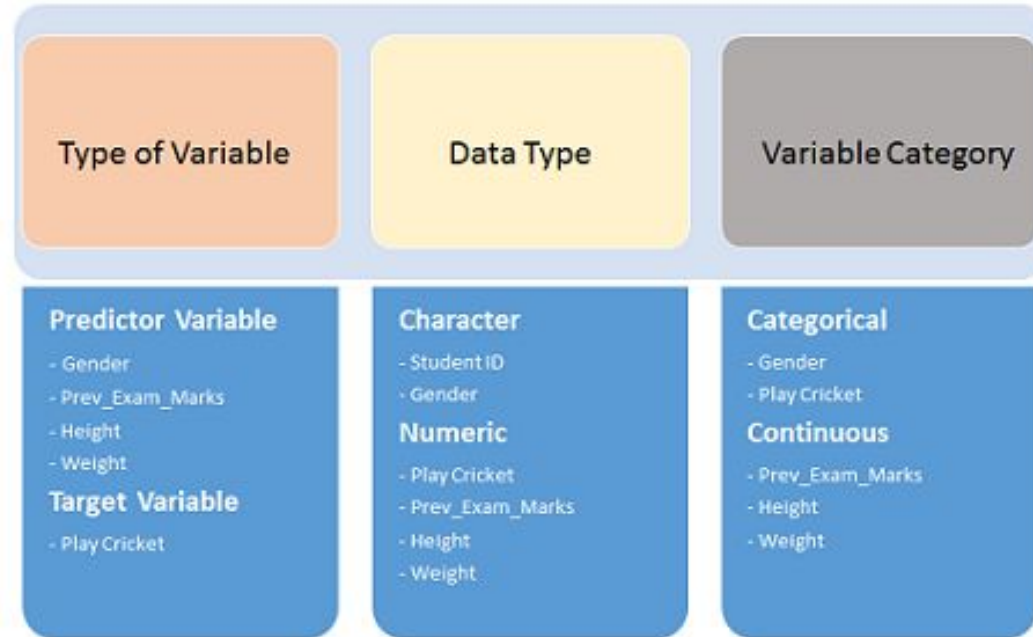 Type of Variable
Data Type
Variable Category
Predictor Variable
- Gender
- Prev_Exam_Marks
- Height
- Weight
Target Variable
- Play Cricket
Character
- Student ID
- Gender
Numeric
- Play Cricket
- Prev_Exam_Marks
- Height
- Weight
Categorical
- Gender
- Play Cricket
Continuous
- Prev_Exam_Marks
- Height
- Weight